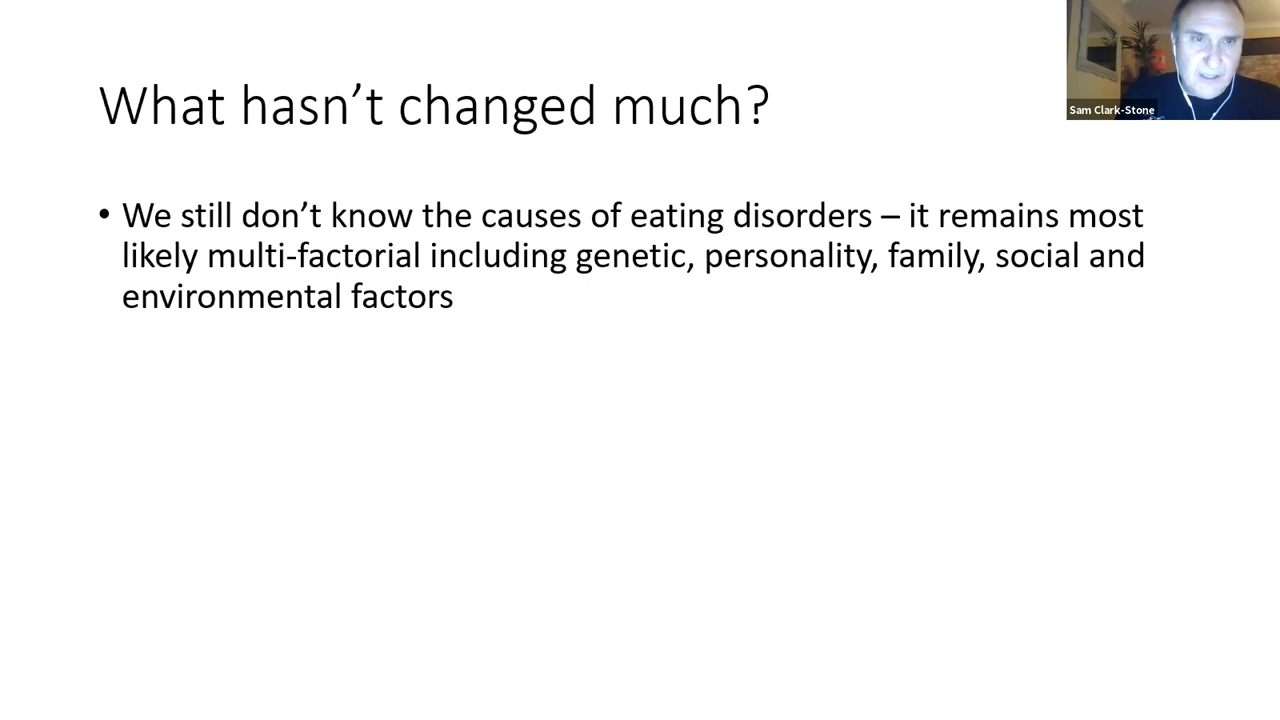 What hasn’t changed much?
Sam Clark-Stone
• We still don’t know the causes of eating disorders – it remains most
likely multi-factorial including genetic, personality, family, social and
environmental factors